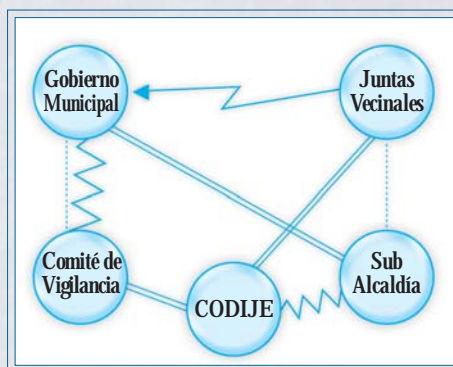 Gobierno
Municipal
Juntas
Vecinales
Comité de
Vigilancia
CODIJE
Sub
Alcaldía